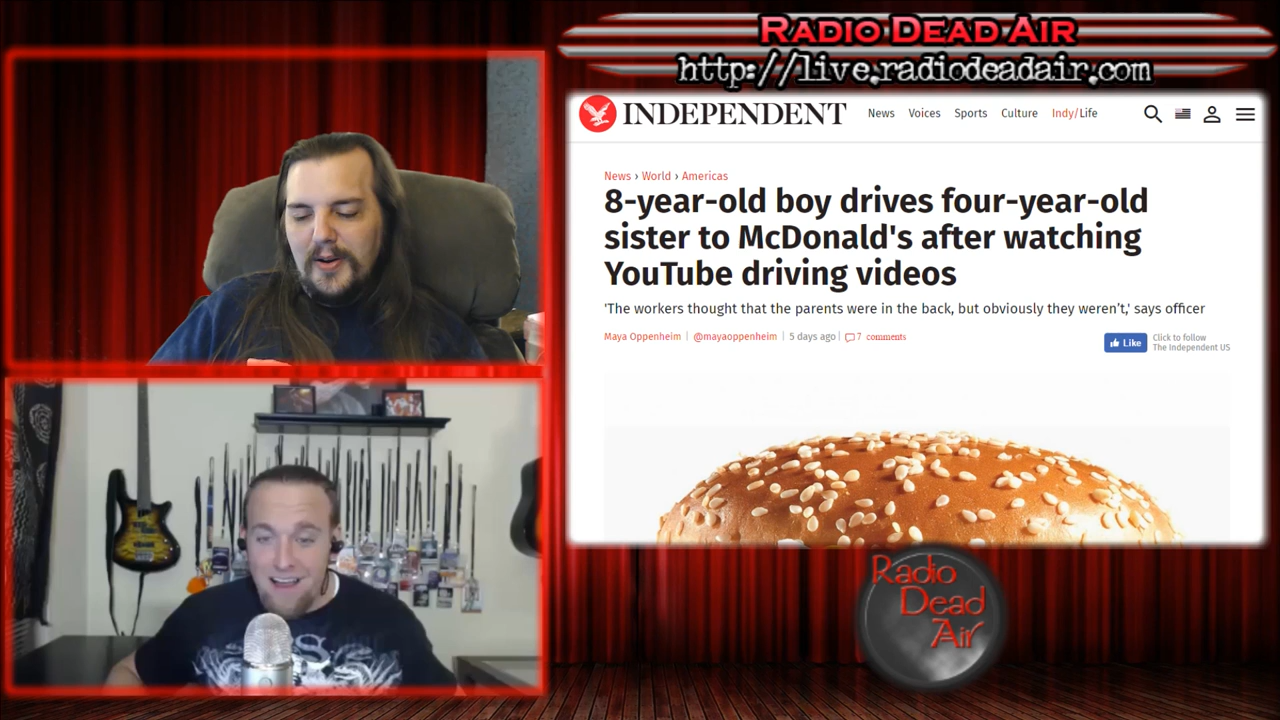 RADIO DEAD AIR
http://live.radiodeadair.com
INDEPENDENT News Voices Sports Culture Indy/Life
News › World › Americas
8-year-old boy drives four-year-old
sister to McDonald's after watching
YouTube driving videos
'The workers thought that the parents were in the back, but obviously they weren't,' says officer
Maya Oppenheim | @mayaoppenheim | 5 days ago | 7 comments
Like
Click to follow
The Independent US
Radio
Dead
Air